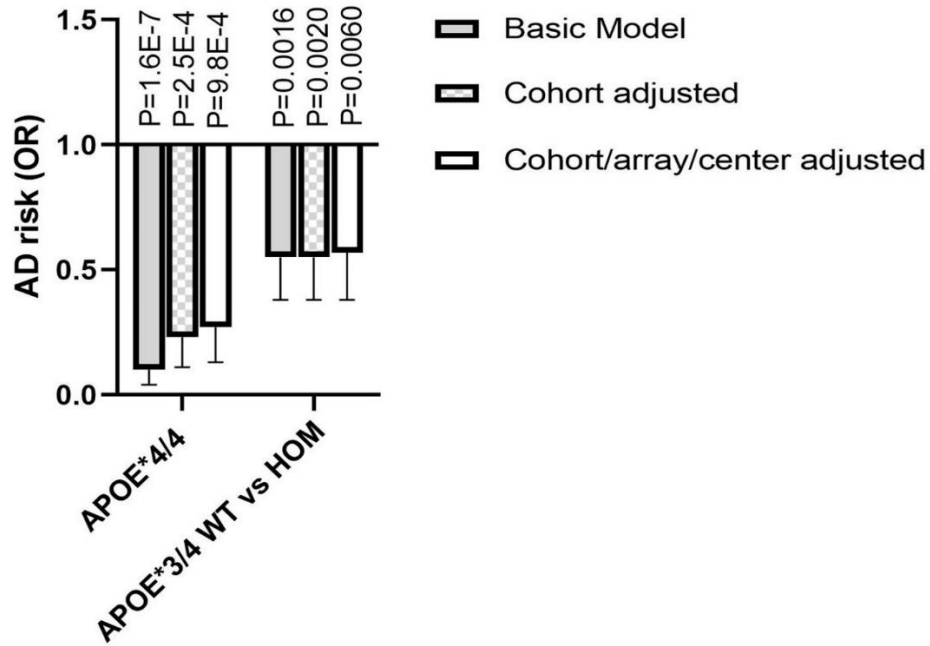 1.5
1.0
0.5
0.0
AD risk (OR)
P=1.6E-7
P=2.5E-4
P=9.8E-4
P=0.0016
P=0.0020
P=0.0060
APOE*4/4
APOE*3/4 WT vs HOM
Basic Model
Cohort adjusted
Cohort/array/center adjusted